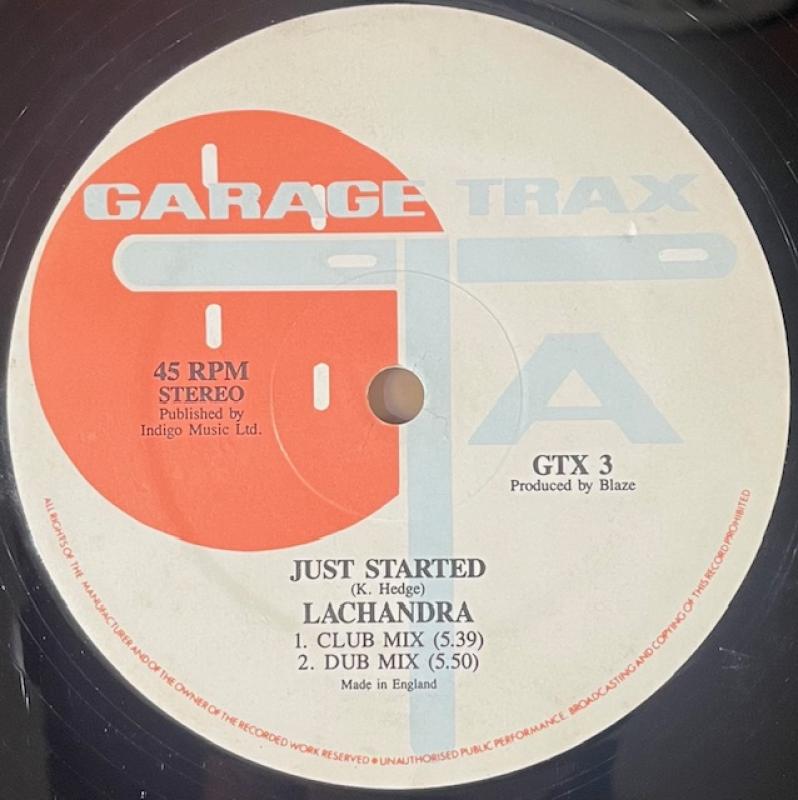 GARAGE TRAX
A
45 RPM
STEREO
Published by
Indigo Music Ltd.
GTX 3
Produced by Blaze
JUST STARTED
(K. Hedge)
LACHANDRA
1. CLUB MIX (5.39)
2. DUB MIX (5.50)
Made in England
ALL RIGHTS OF THE MANUFACTURER AND OF THE OWNER OF THE RECORDED WORK RESERVED • UNAUTHORISED PUBLIC PERFORMANCE BROADCASTING AND COPYING OF THIS RECORD PROHIBITED